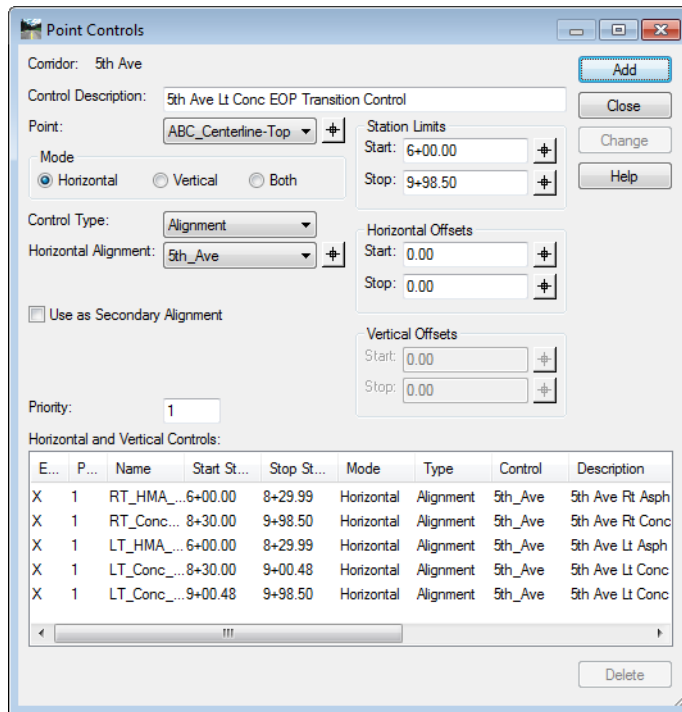 Point Controls
Corridor: 5th Ave
Add
Control Description: 5th Ave Lt Conc EOP Transition Control
Close
Point: ABC_Centerline-Top
Station Limits
Change
Mode
Start: 6+00.00
Horizontal Vertical Both
Stop: 9+98.50
Help
Control Type: Alignment
Horizontal Offsets
Horizontal Alignment: 5th_Ave
Start: 0.00
Stop: 0.00
Use as Secondary Alignment
Vertical Offsets
Start: 0.00
Stop: 0.00
Priority: 1
Horizontal and Vertical Controls:
E... P... Name Start St... Stop St... Mode Type Control Description
X 1 RT_HMA_... 6+00.00 8+29.99 Horizontal Alignment 5th_Ave 5th Ave Rt Asph
X 1 RT_Conc... 8+30.00 9+98.50 Horizontal Alignment 5th_Ave 5th Ave Rt Conc
X 1 LT_HMA_... 6+00.00 8+29.99 Horizontal Alignment 5th_Ave 5th Ave Lt Asph
X 1 LT_Conc_... 8+30.00 9+00.48 Horizontal Alignment 5th_Ave 5th Ave Lt Conc
X 1 LT_Conc_... 9+00.48 9+98.50 Horizontal Alignment 5th_Ave 5th Ave Lt Conc
Delete